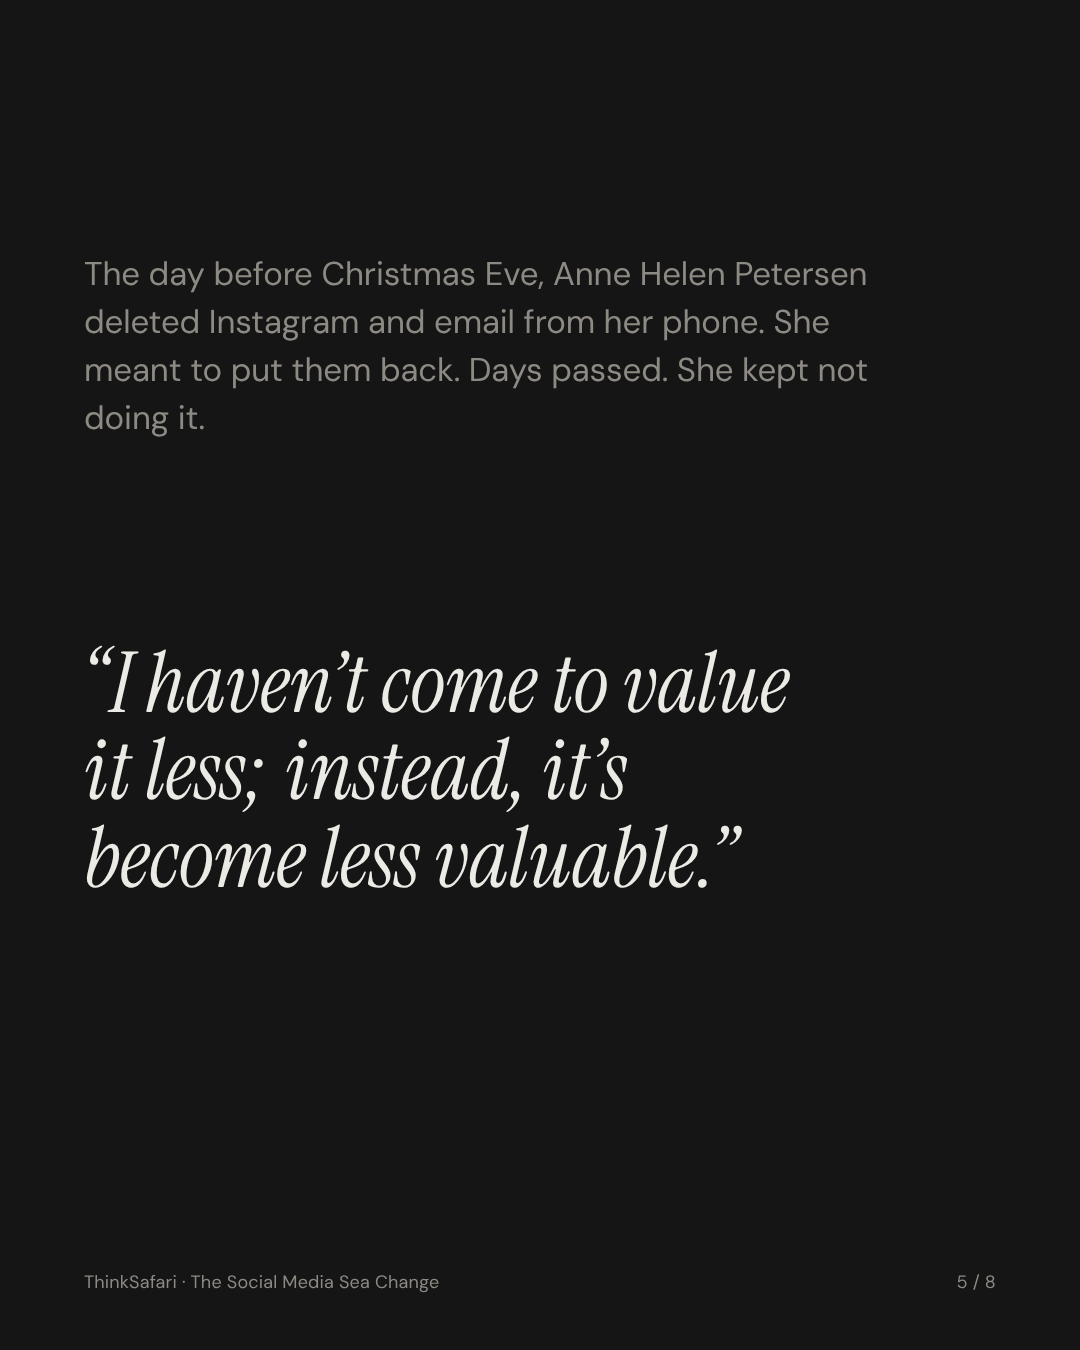 The day before Christmas Eve, Anne Helen Petersen
deleted Instagram and email from her phone. She
meant to put them back. Days passed. She kept not
doing it.
“I haven’t come to value
it less; instead, it’s
become less valuable.”
ThinkSafari · The Social Media Sea Change
5 / 8